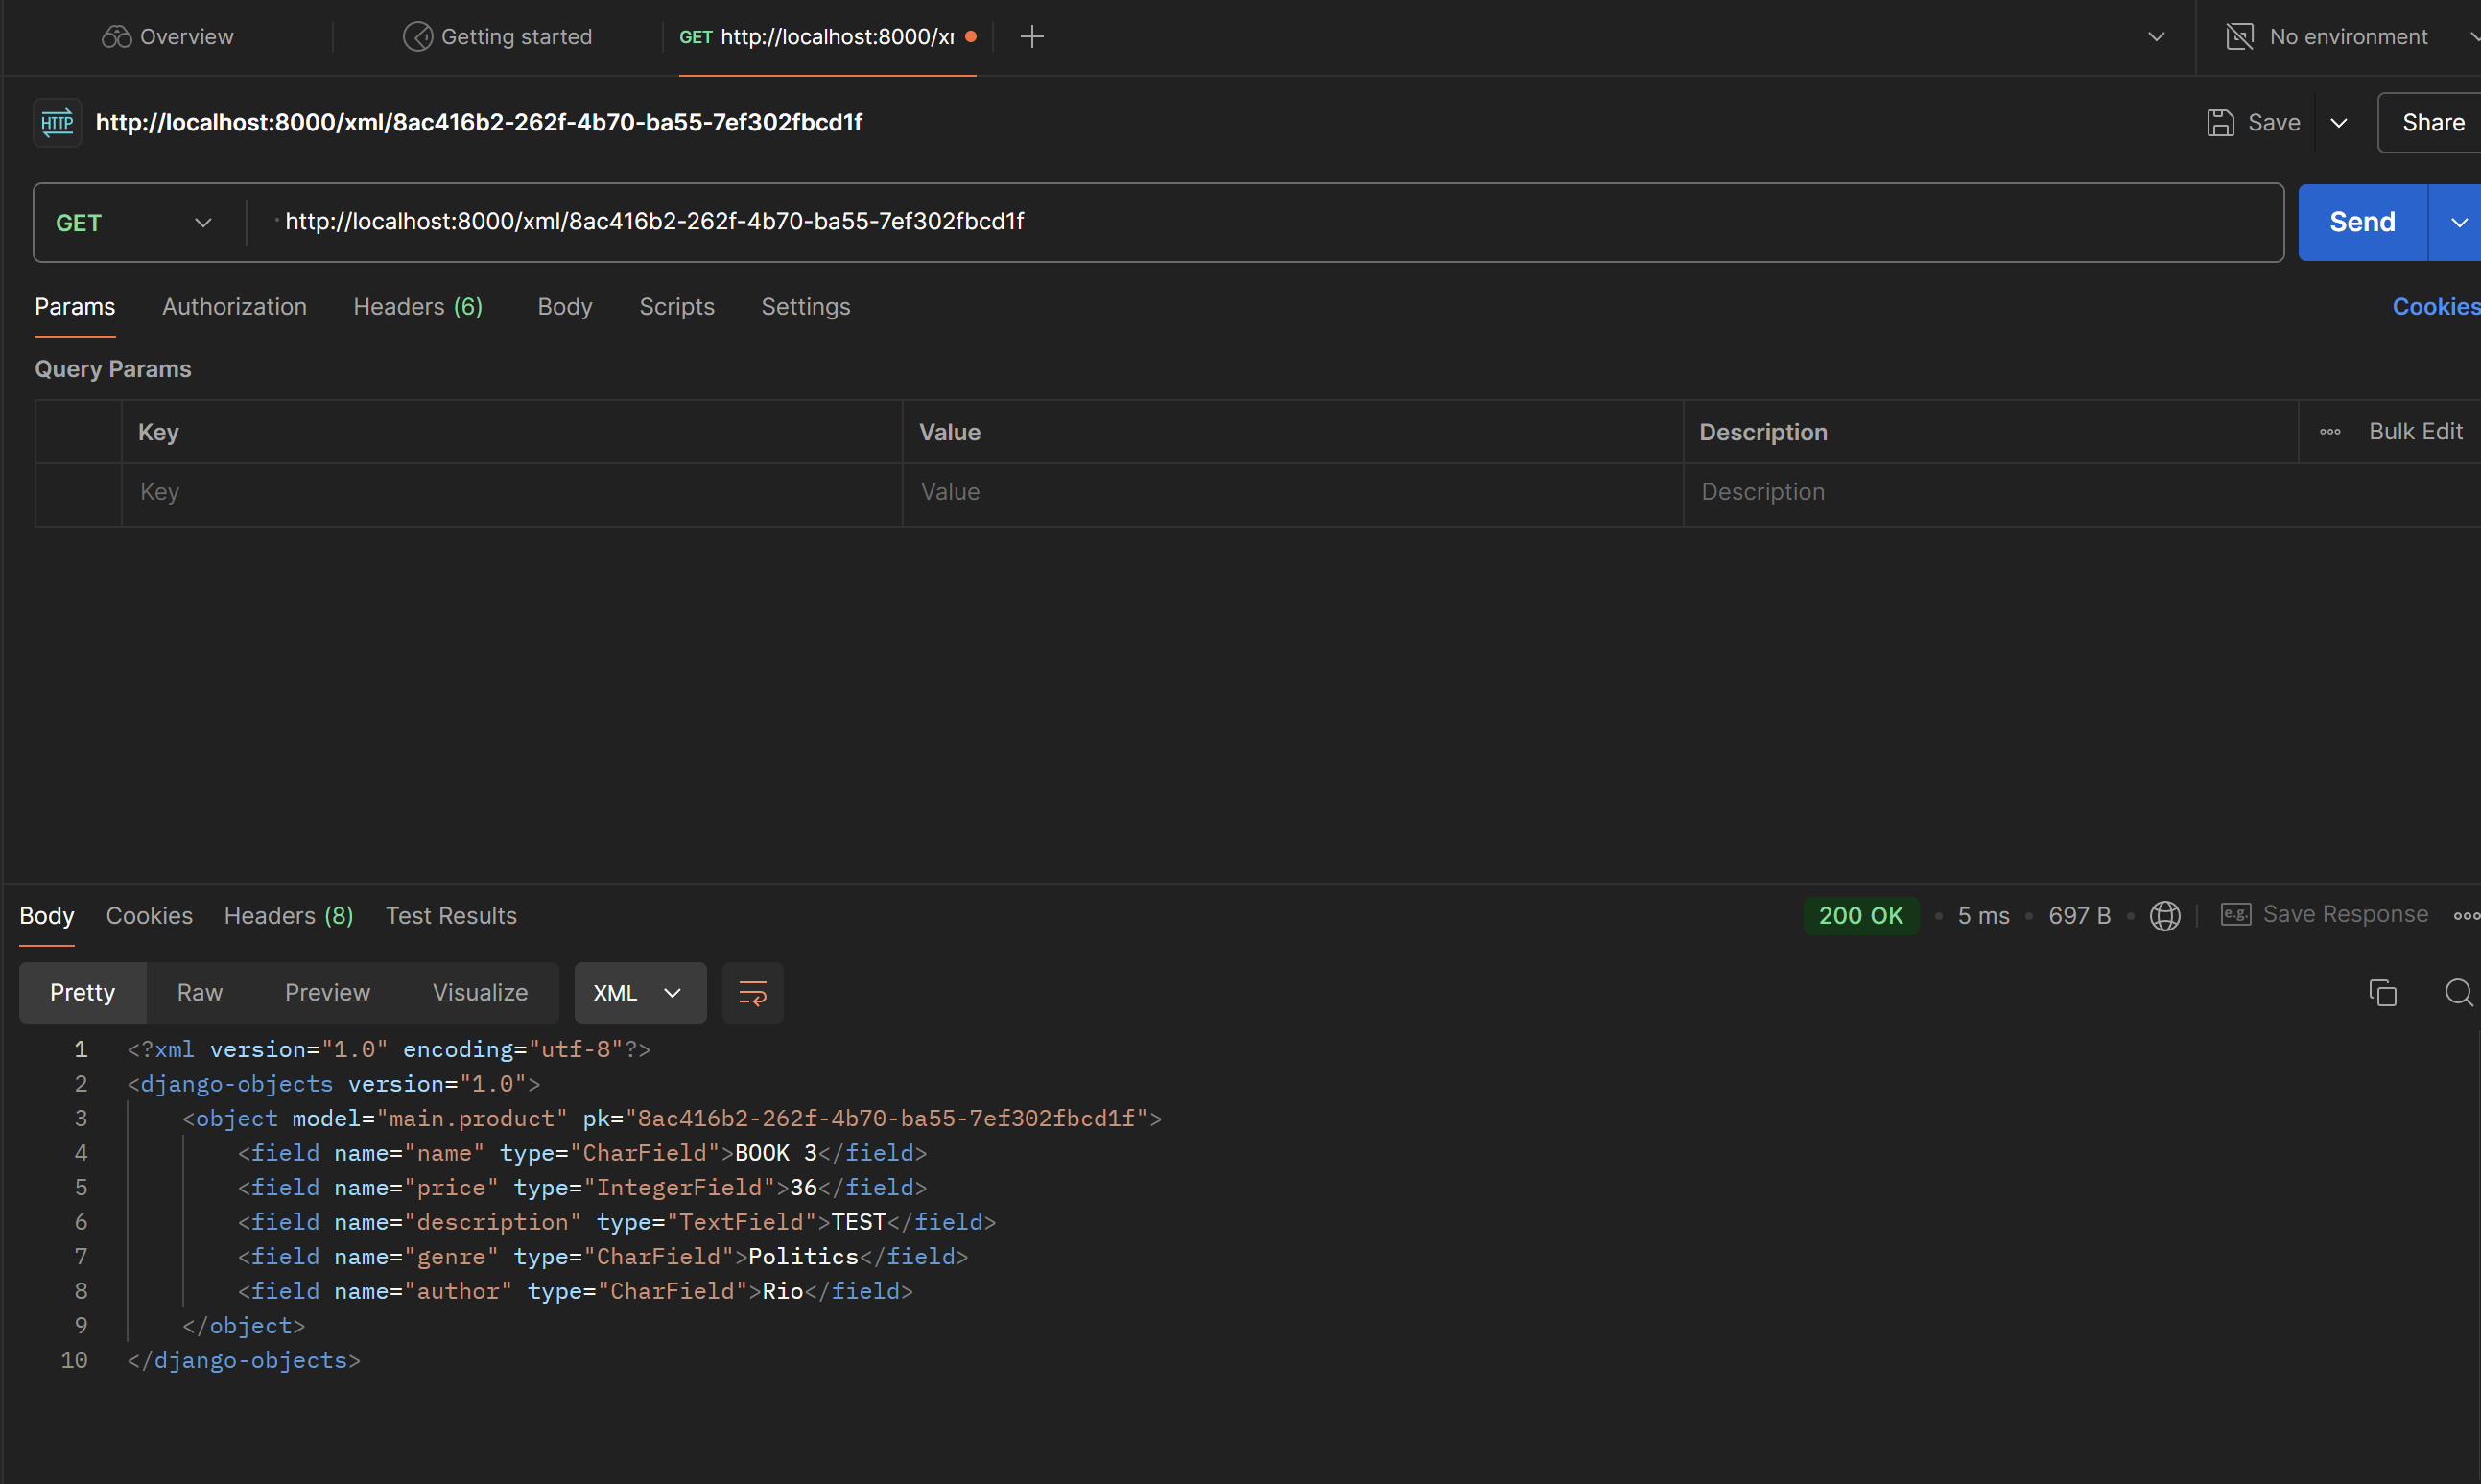 Overview Getting started GET http://localhost:8000/x No environment
HTTP http://localhost:8000/xml/8ac416b2-262f-4b70-ba55-7ef302fbcd1f Save Share
GET http://localhost:8000/xml/8ac416b2-262f-4b70-ba55-7ef302fbcd1f Send
Params Authorization Headers (6) Body Scripts Settings Cookies
Query Params
Key Value Description Bulk Edit
Key Value Description
Body Cookies Headers (8) Test Results 200 OK • 5 ms • 697 B • e.g. Save Response
Pretty Raw Preview Visualize XML
1 <?xml version="1.0" encoding="utf-8"?>
2 <django-objects version="1.0">
3 <object model="main.product" pk="8ac416b2-262f-4b70-ba55-7ef302fbcd1f">
4 <field name="name" type="CharField">BOOK 3</field>
5 <field name="price" type="IntegerField">36</field>
6 <field name="description" type="TextField">TEST</field>
7 <field name="genre" type="CharField">Politics</field>
8 <field name="author" type="CharField">Rio</field>
9 </object>
10 </django-objects>